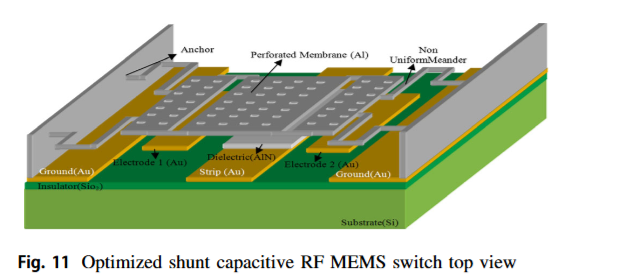 Anchor
Perforated Membrane (Al)
Non
UniformMeander
Electrode 1 (Au)
Dielectric(AlN)
Electrode 2 (Au)
Ground(Au)
Strip (Au)
Ground(Au)
Insulator(Sio₂)
Substrate(Si)
Fig. 11 Optimized shunt capacitive RF MEMS switch top view